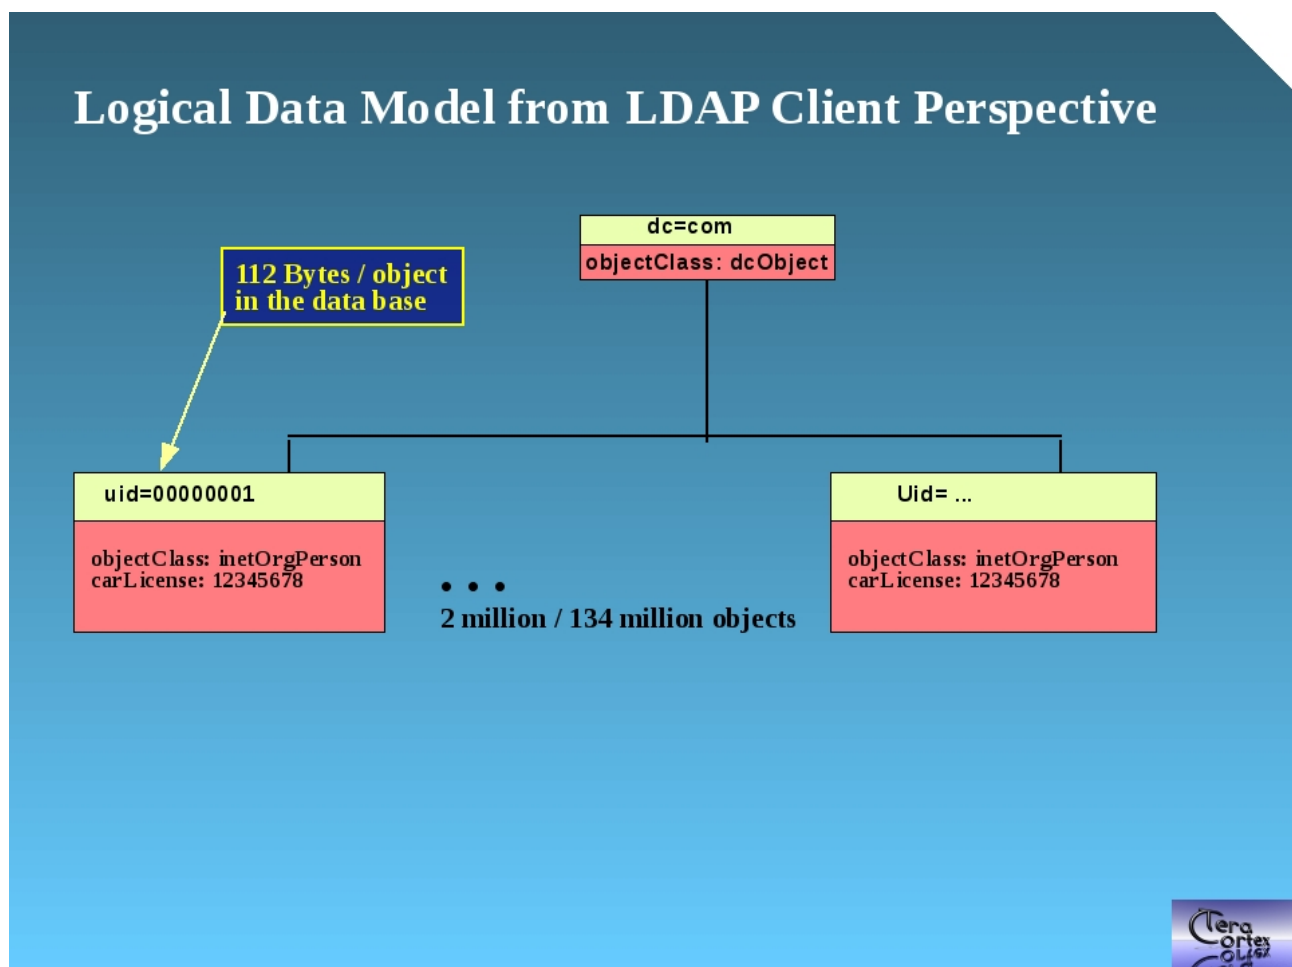 Logical Data Model from LDAP Client Perspective
dc=com
objectClass: dcObject
112 Bytes / object
in the data base
uid=00000001
objectClass: inetOrgPerson
carLicense: 12345678
. . .
2 million / 134 million objects
Uid= ...
objectClass: inetOrgPerson
carLicense: 12345678
Tera
Cortex